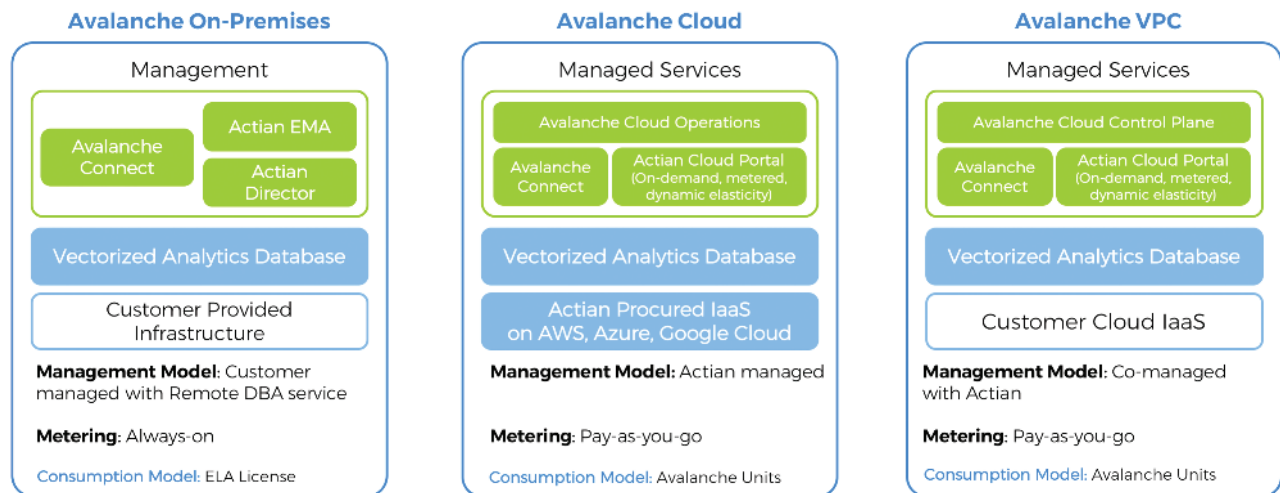 Avalanche On-Premises
Management
Avalanche
Connect
Actian EMA
Actian
Director
Vectorized Analytics Database
Customer Provided
Infrastructure
Management Model: Customer
managed with Remote DBA service
Metering: Always-on
Consumption Model: ELA License
Avalanche Cloud
Managed Services
Avalanche Cloud Operations
Avalanche
Connect
Actian Cloud Portal
(On-demand, metered,
dynamic elasticity)
Vectorized Analytics Database
Actian Procured IaaS
on AWS, Azure, Google Cloud
Management Model: Actian managed
Metering: Pay-as-you-go
Consumption Model: Avalanche Units
Avalanche VPC
Managed Services
Avalanche Cloud Control Plane
Avalanche
Connect
Actian Cloud Portal
(On-demand, metered,
dynamic elasticity)
Vectorized Analytics Database
Customer Cloud IaaS
Management Model: Co-managed
with Actian
Metering: Pay-as-you-go
Consumption Model: Avalanche Units